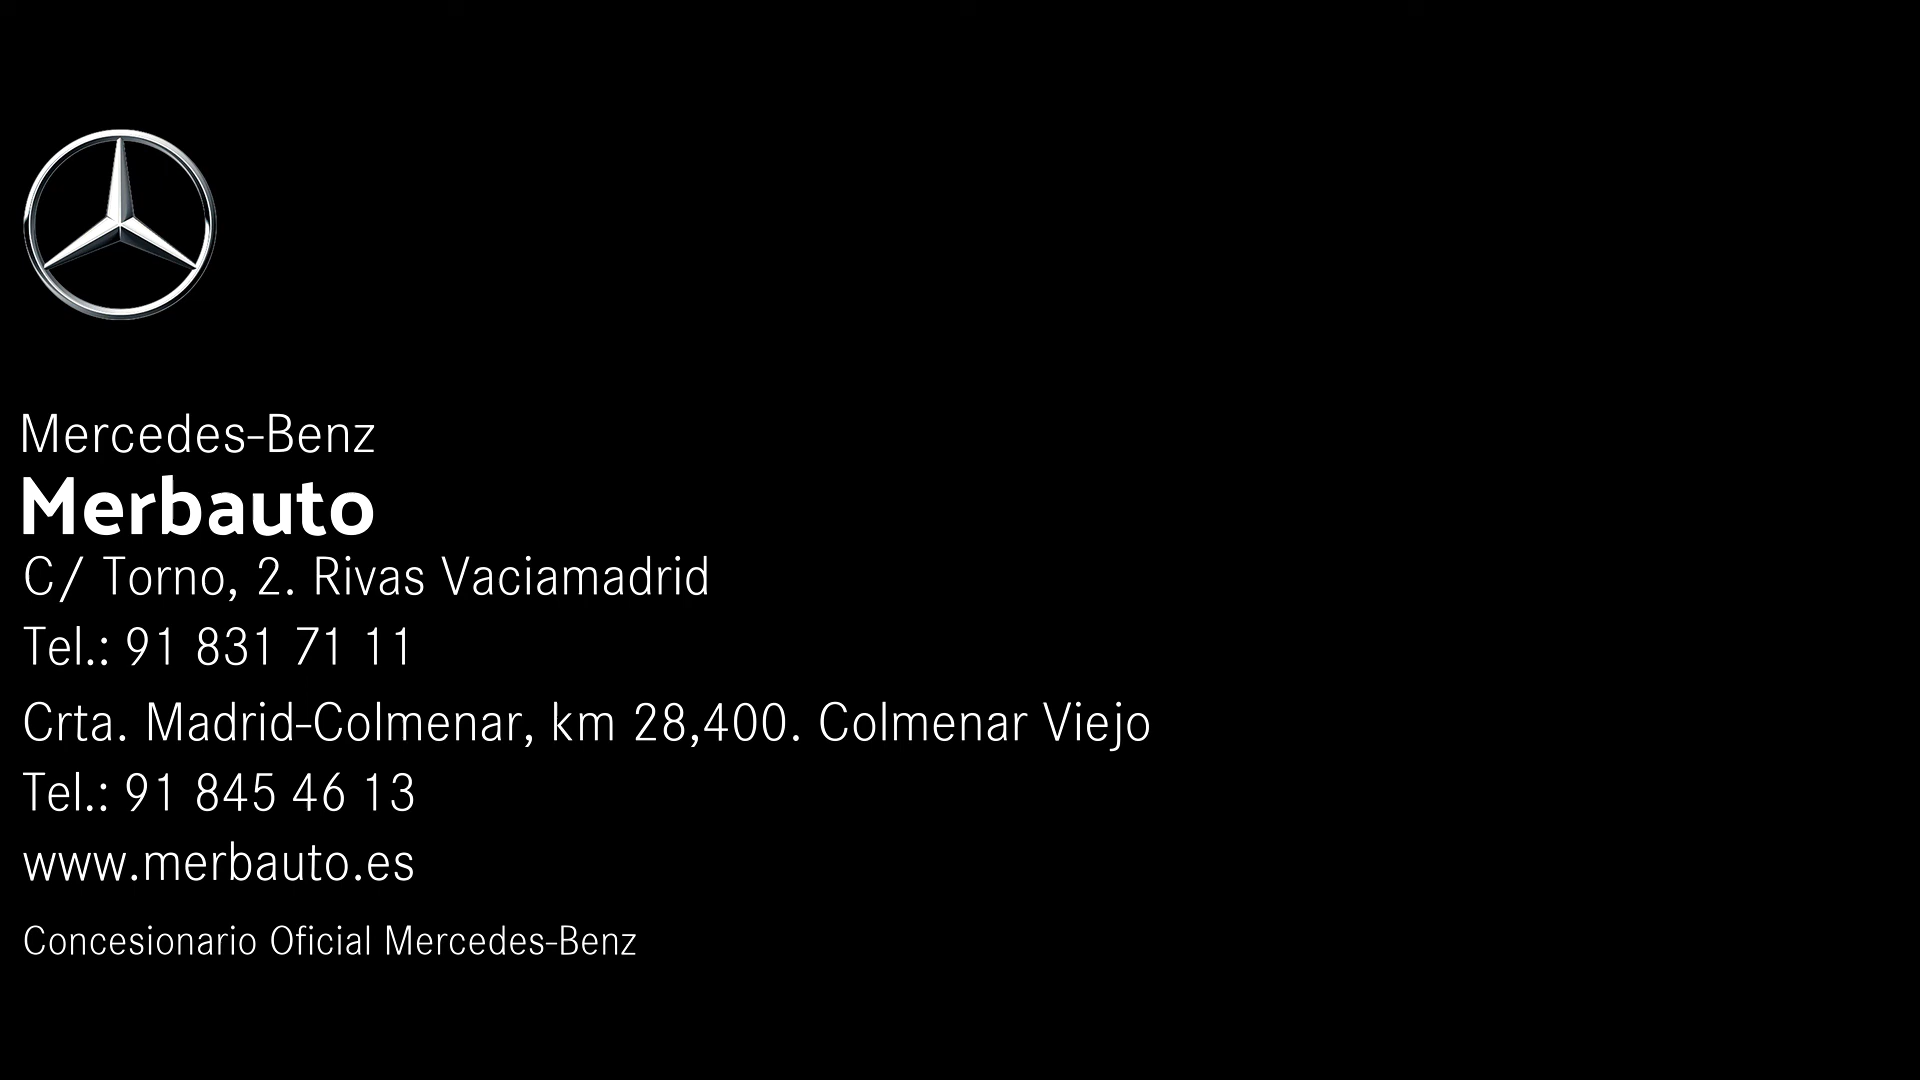 Mercedes-Benz
Merbauto
C/ Torno, 2. Rivas Vaciamadrid
Tel.: 91 831 71 11
Crta. Madrid-Colmenar, km 28,400. Colmenar Viejo
Tel.: 91 845 46 13
www.merbauto.es
Concesionario Oficial Mercedes-Benz